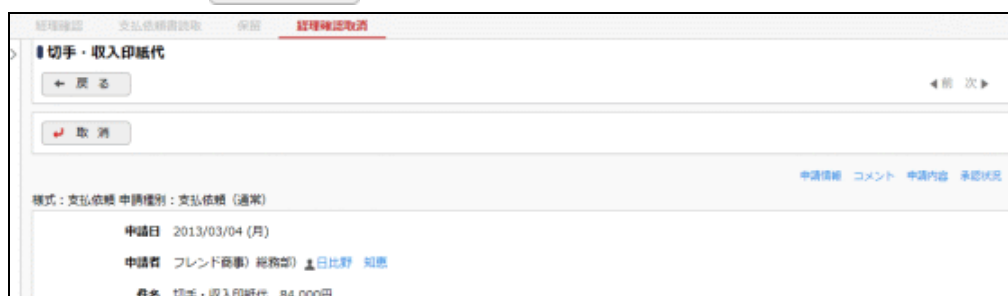 経理確認 支払依頼書読取 保留 経理確認取消
切手・収入印紙代
← 戻る
◀前 次▶
取消
申請情報 コメント 申請内容 承認状況
様式：支払依頼 申請種別：支払依頼（通常）
申請日 2013/03/04 (月)
申請者 フレンド商事）総務部）日比野 知恵
件名 切手・収入印紙代 84,000円